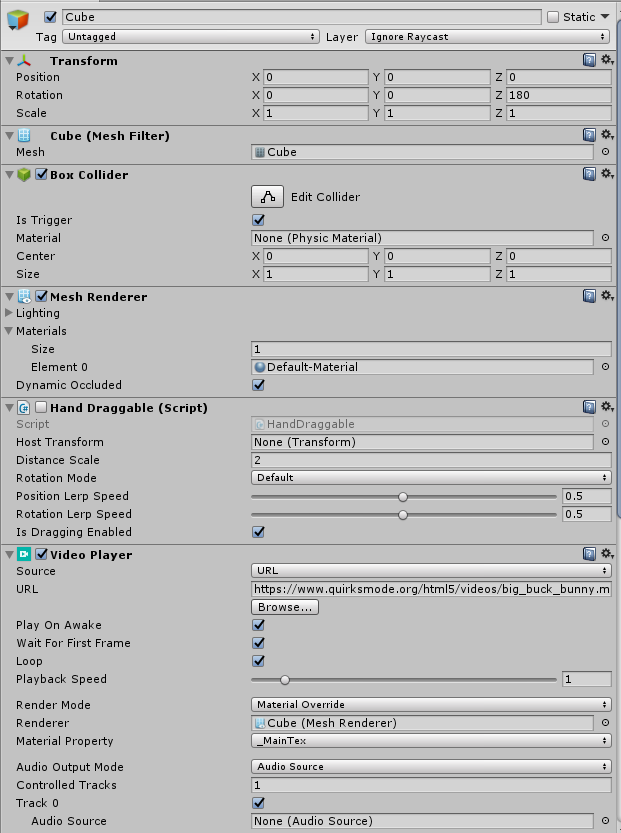 Cube Static
Tag Untagged Layer Ignore Raycast
Transform
Position X 0 Y 0 Z 0
Rotation X 0 Y 0 Z 180
Scale X 1 Y 1 Z 1
Cube (Mesh Filter)
Mesh Cube
Box Collider
Edit Collider
Is Trigger
Material None (Physic Material)
Center X 0 Y 0 Z 0
Size X 1 Y 1 Z 1
Mesh Renderer
Lighting
Materials
Size 1
Element 0 Default-Material
Dynamic Occluded
Hand Draggable (Script)
Script HandDraggable
Host Transform None (Transform)
Distance Scale 2
Rotation Mode Default
Position Lerp Speed 0.5
Rotation Lerp Speed 0.5
Is Dragging Enabled
Video Player
Source URL
URL https://www.quirksmode.org/html5/videos/big_buck_bunny.m
Browse...
Play On Awake
Wait For First Frame
Loop
Playback Speed 1
Render Mode Material Override
Renderer Cube (Mesh Renderer)
Material Property _MainTex
Audio Output Mode Audio Source
Controlled Tracks 1
Track 0
Audio Source None (Audio Source)